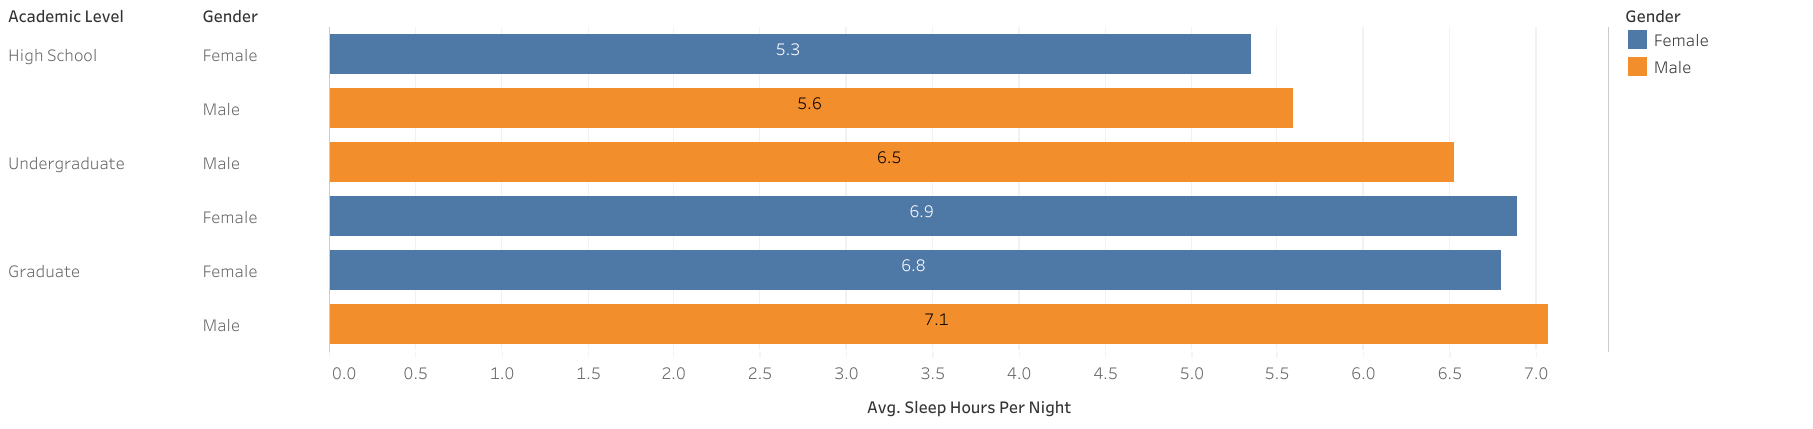 Academic Level Gender Gender
High School Female 5.3 Female
Male 5.6 Male
Undergraduate Male 6.5
Female 6.9
Graduate Female 6.8
Male 7.1
0.0 0.5 1.0 1.5 2.0 2.5 3.0 3.5 4.0 4.5 5.0 5.5 6.0 6.5 7.0
Avg. Sleep Hours Per Night